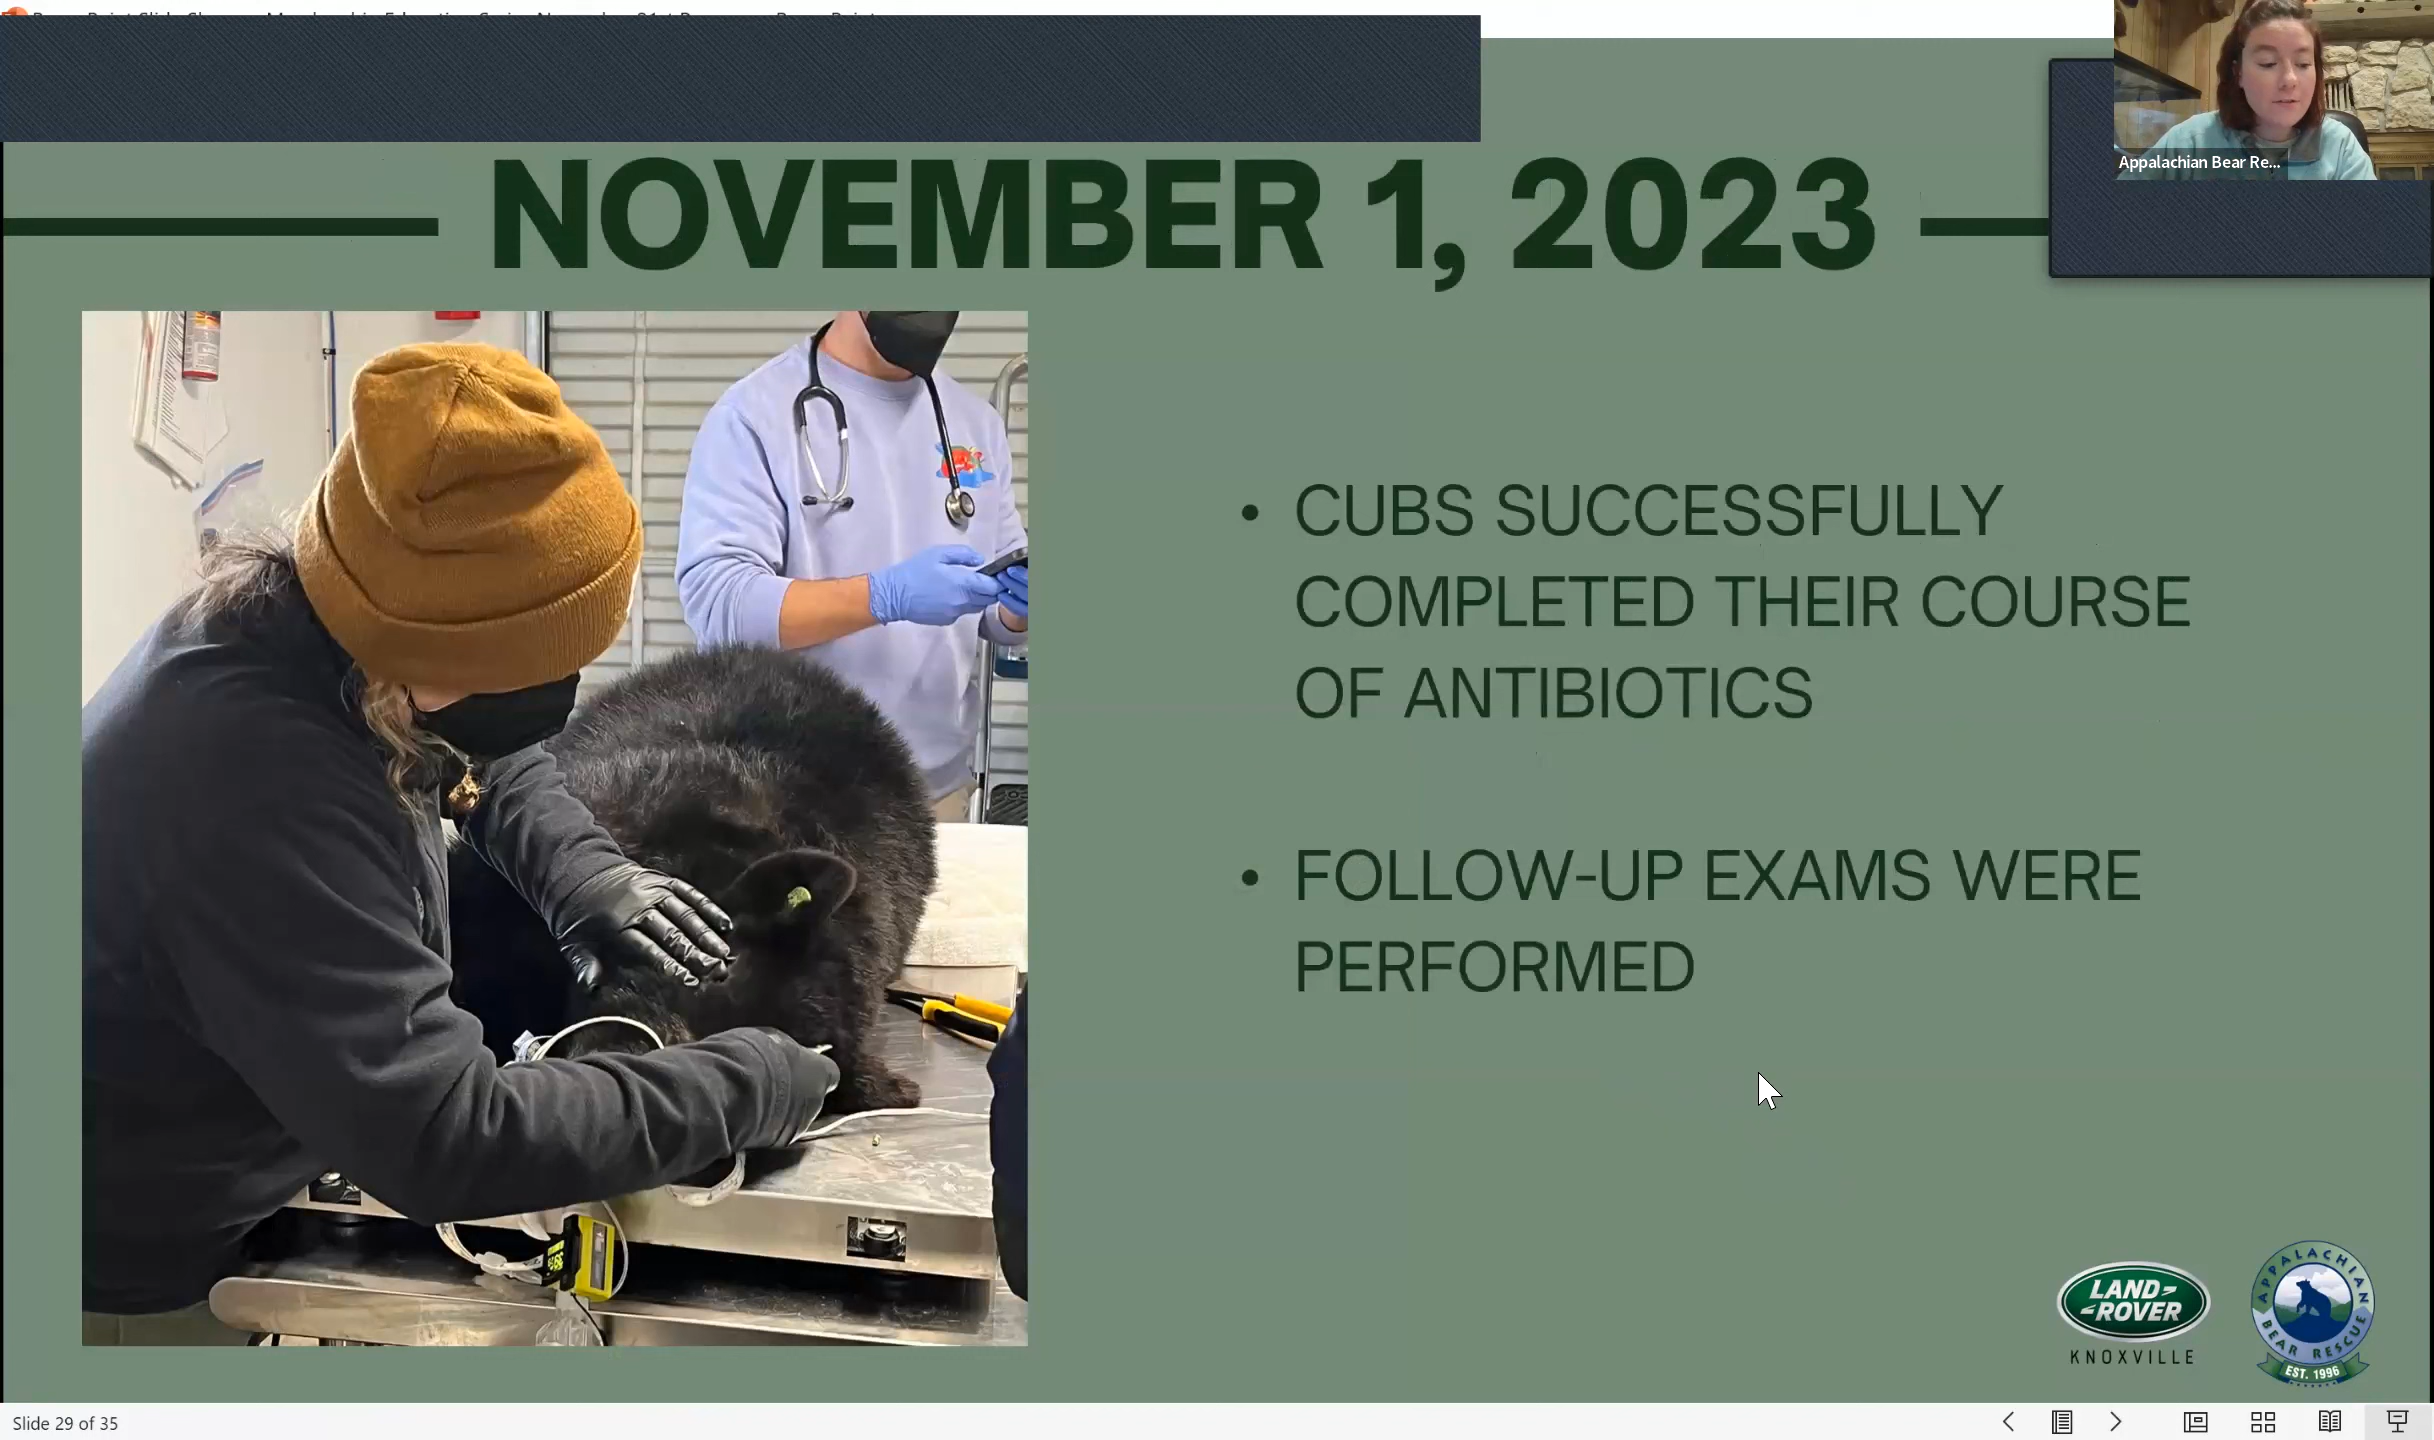 Appalachian Bear Re...
NOVEMBER 1, 2023
• CUBS SUCCESSFULLY
COMPLETED THEIR COURSE
OF ANTIBIOTICS
• FOLLOW-UP EXAMS WERE
PERFORMED
LAND-
ROVER
KNOXVILLE
APPALACHIAN
BEAR RESCUE
EST. 1996
Slide 29 of 35